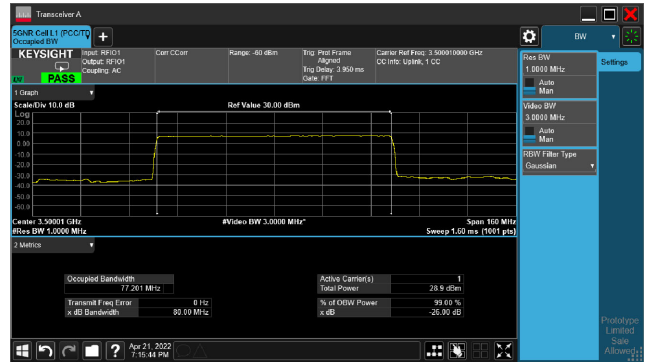 Transceiver A
5GNR Cell L1 (PCC/TD
Occupied BW
BW
KEYSIGHT
Input: RFIO1
Output: RFIO1
Coupling: AC
Corr CCorr
Range: -60 dBm
Trig: Prot Frame
Aligned
Trig Delay: 3.950 ms
Gate: FFT
Carrier Ref Freq: 3.500010000 GHz
CC Info: Uplink, 1 CC
PASS
Res BW
1.0000 MHz
Auto
Man
Settings
Video BW
3.0000 MHz
Auto
Man
RBW Filter Type
Gaussian
1 Graph
Scale/Div 10.0 dB
Ref Value 30.00 dBm
Log
20.0
10.0
0.00
-10.0
-20.0
-30.0
-40.0
-50.0
-60.0
Center 3.50001 GHz
#Video BW 3.0000 MHz*
Span 160 MHz
#Res BW 1.0000 MHz
Sweep 1.60 ms (1001 pts)
2 Metrics
Occupied Bandwidth
77.201 MHz
Active Carrier(s) 1
Total Power 28.9 dBm
Transmit Freq Error 0 Hz
x dB Bandwidth 80.00 MHz
% of OBW Power 99.00 %
x dB -26.00 dB
Apr 21, 2022
7:15:44 PM
Prototype
Limited
Sale
Allowed